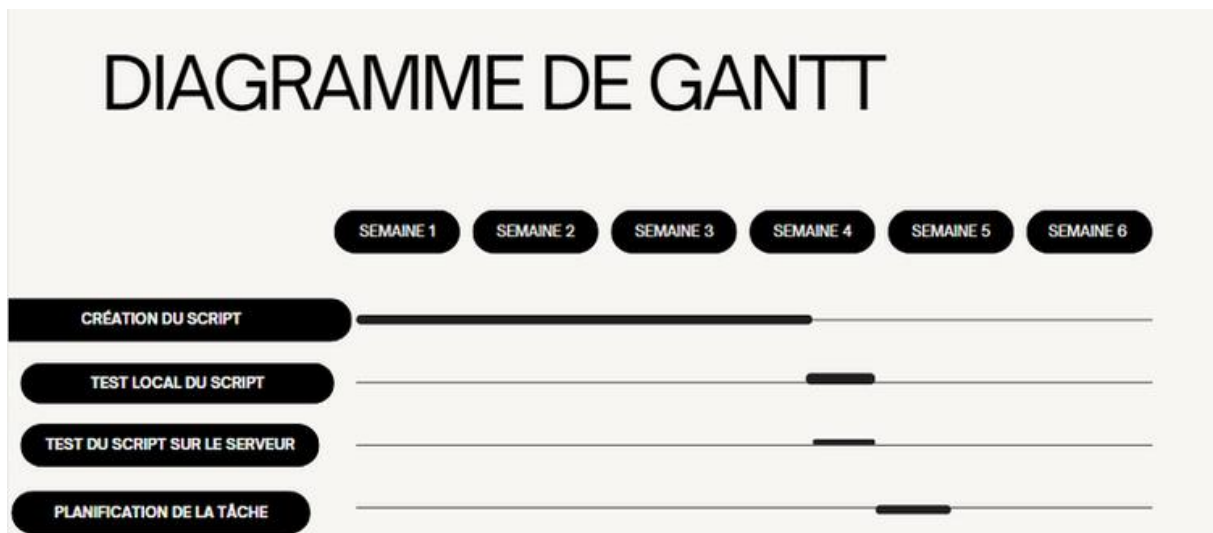 DIAGRAMME DE GANTT
SEMAINE 1 SEMAINE 2 SEMAINE 3 SEMAINE 4 SEMAINE 5 SEMAINE 6
CRÉATION DU SCRIPT
TEST LOCAL DU SCRIPT
TEST DU SCRIPT SUR LE SERVEUR
PLANIFICATION DE LA TÂCHE